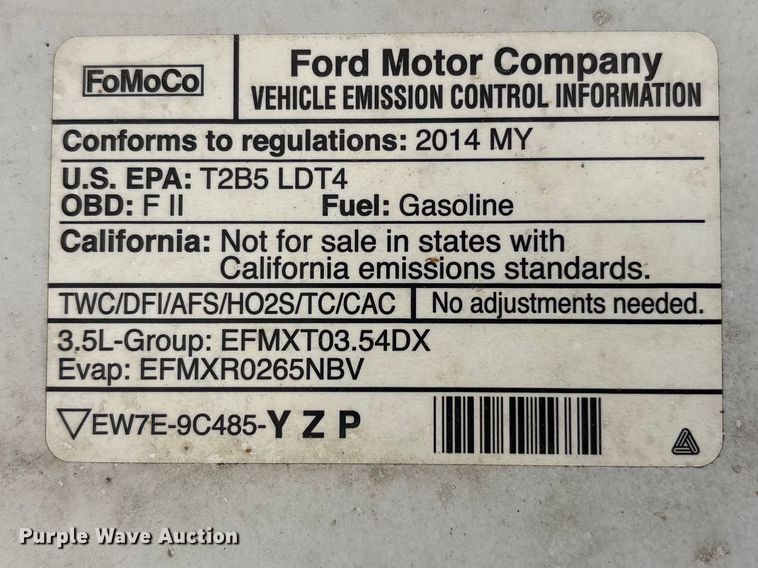 FoMoCo
Ford Motor Company
VEHICLE EMISSION CONTROL INFORMATION
Conforms to regulations: 2014 MY
U.S. EPA: T2B5 LDT4
OBD: F II Fuel: Gasoline
California: Not for sale in states with
California emissions standards.
TWC/DFI/AFS/HO2S/TC/CAC No adjustments needed.
3.5L-Group: EFMXT03.54DX
Evap: EFMXR0265NBV
EW7E-9C485-YZP
Purple Wave Auction